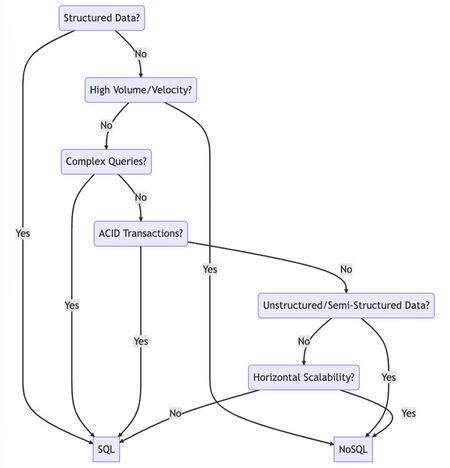 Structured Data?
No
High Volume/Velocity?
No
Complex Queries?
No
ACID Transactions?
Yes
Yes
No
Unstructured/Semi-Structured Data?
Yes
Yes
No
Horizontal Scalability?
Yes
No
Yes
SQL
NoSQL